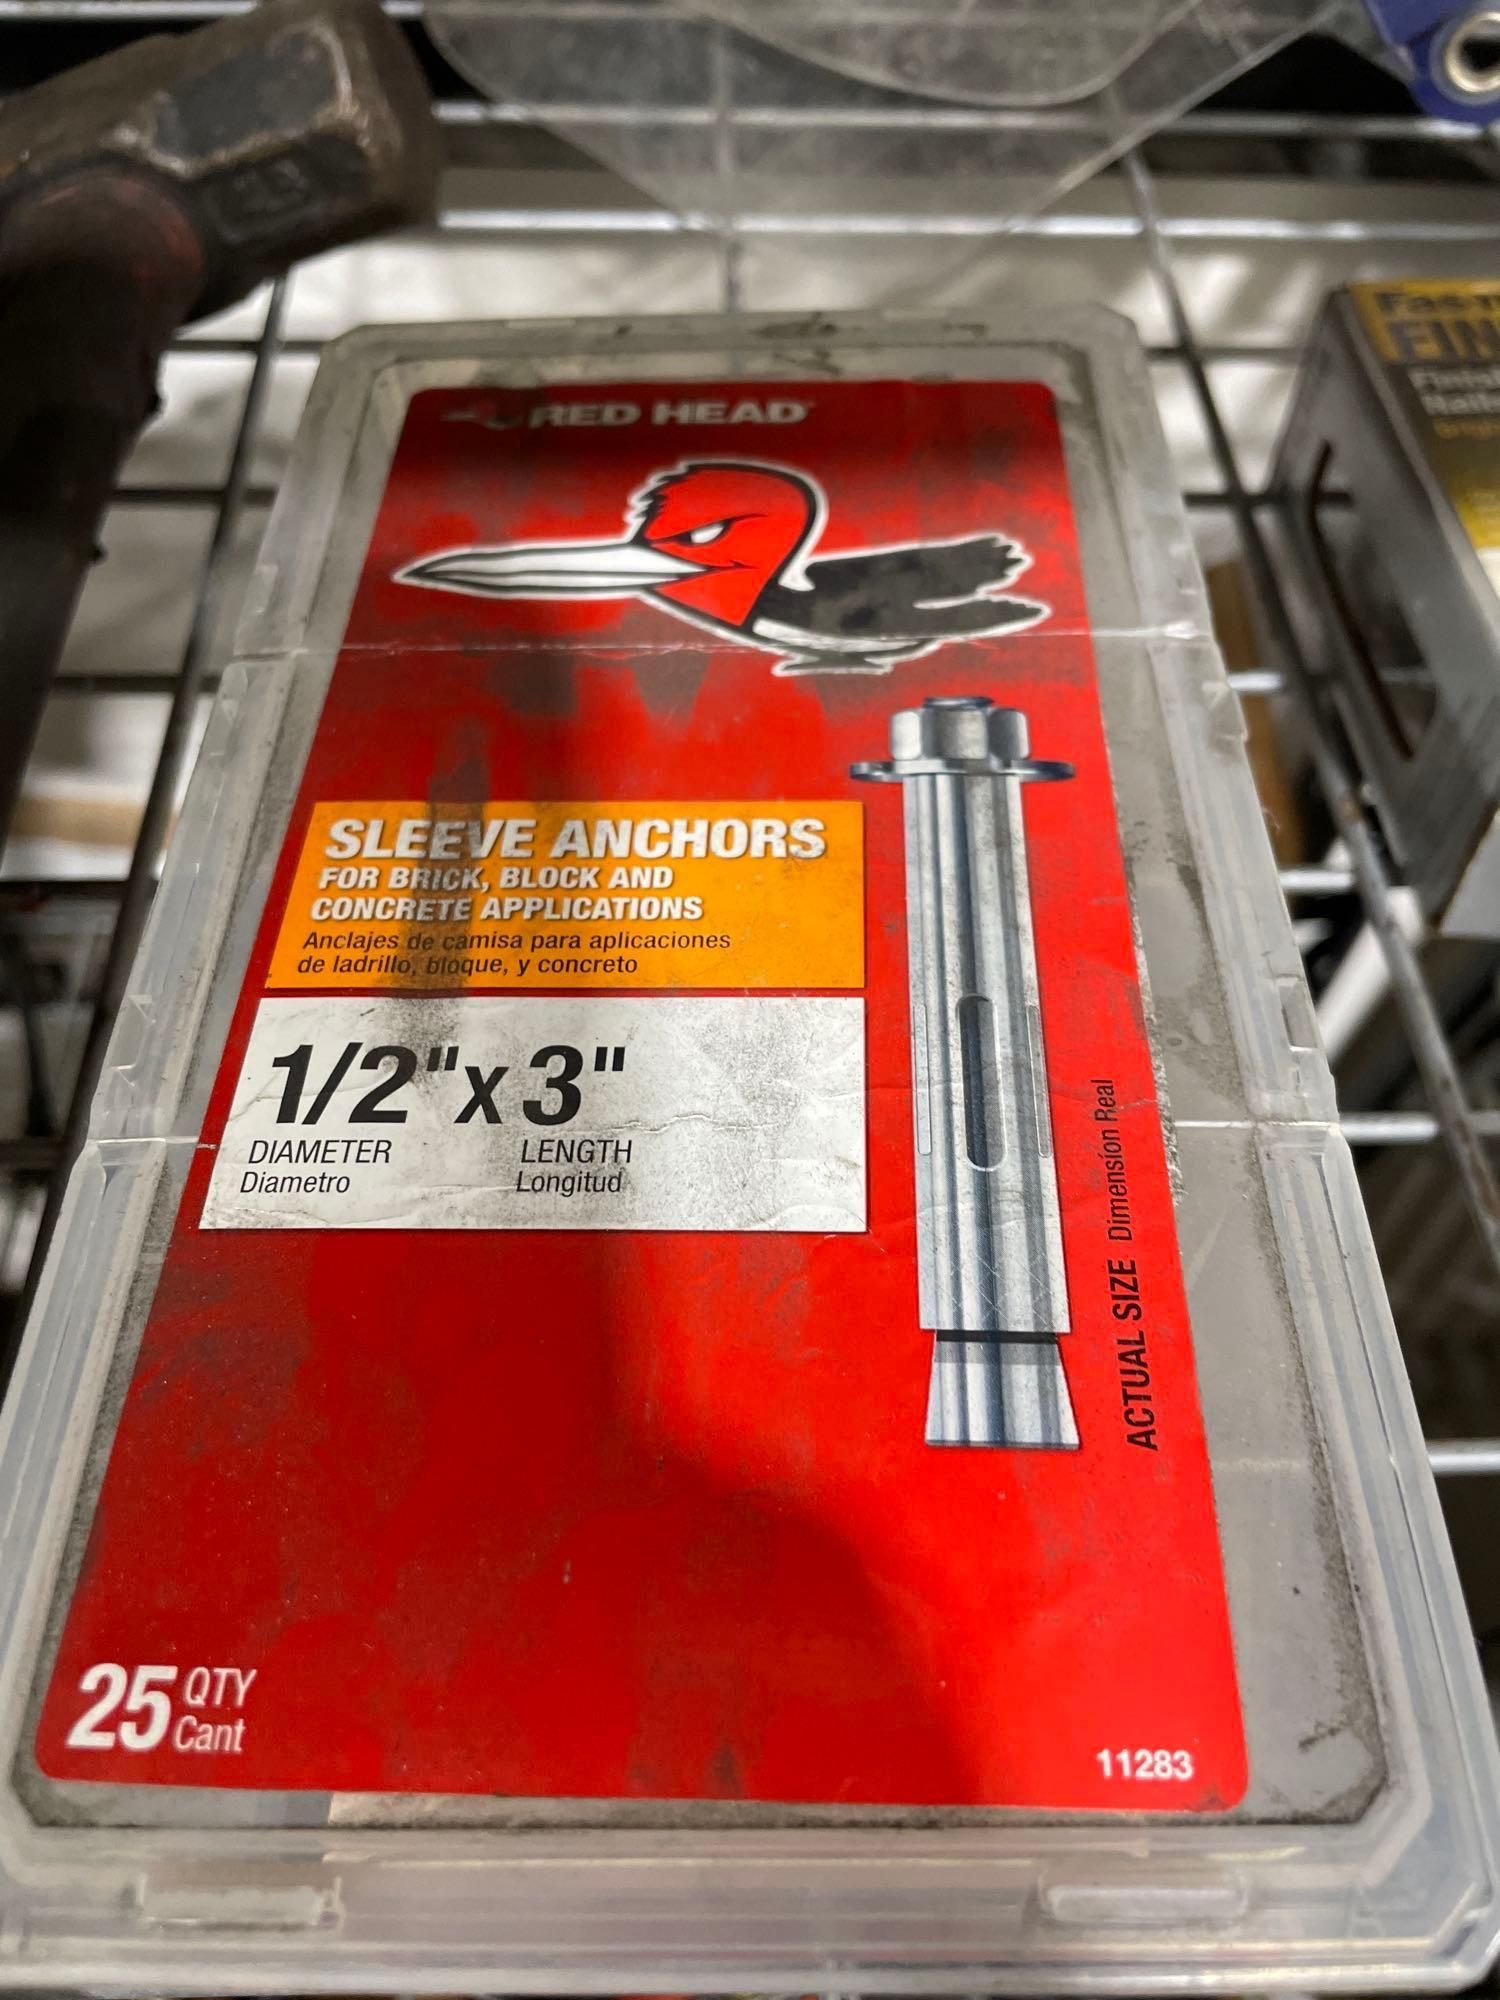 RED HEAD
SLEEVE ANCHORS
FOR BRICK, BLOCK AND
CONCRETE APPLICATIONS
Anclajes de camisa para aplicaciones
de ladrillo, bloque, y concreto
1/2" x 3"
DIAMETER LENGTH
Diametro Longitud
ACTUAL SIZE Dimensíon Real
25 QTY
Cant
11283